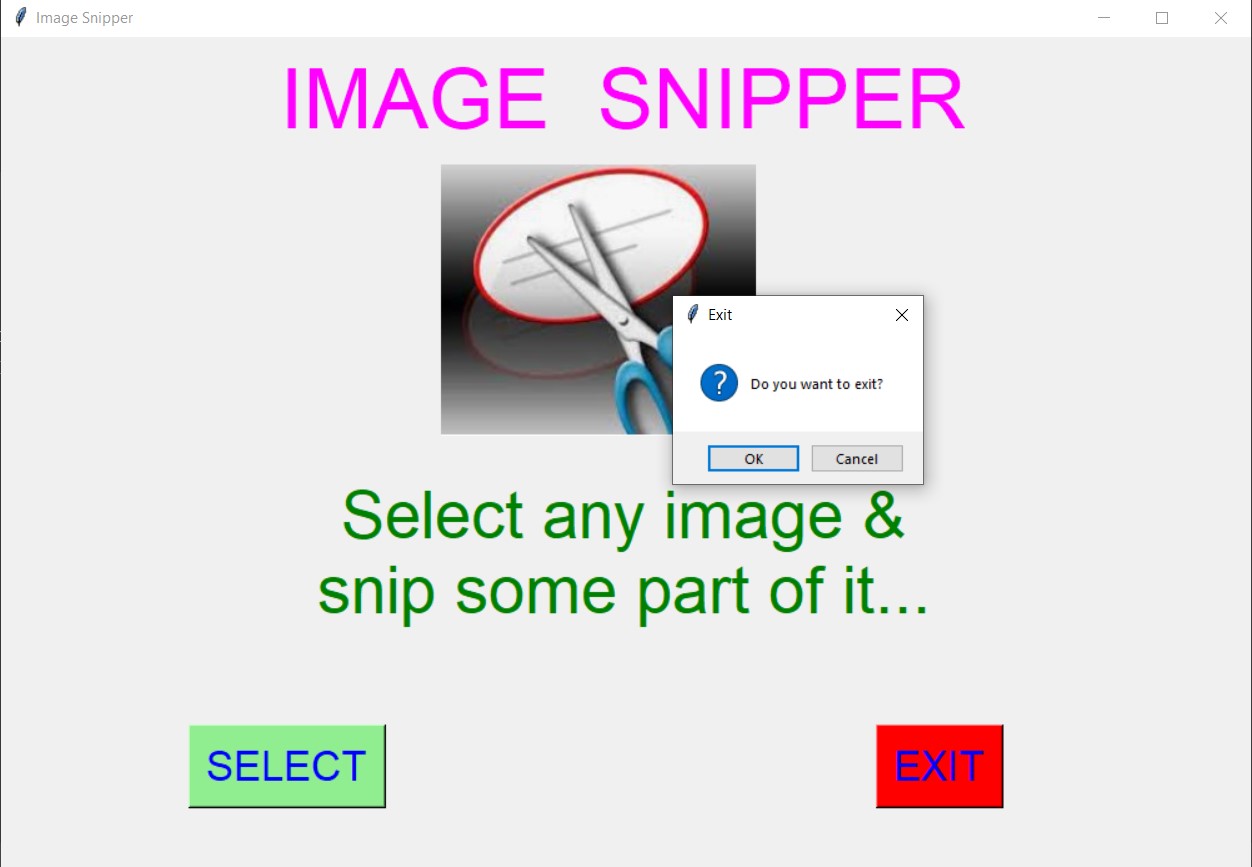 Image Snipper
IMAGE SNIPPER
Exit
? Do you want to exit?
OK Cancel
Select any image &
snip some part of it...
SELECT EXIT